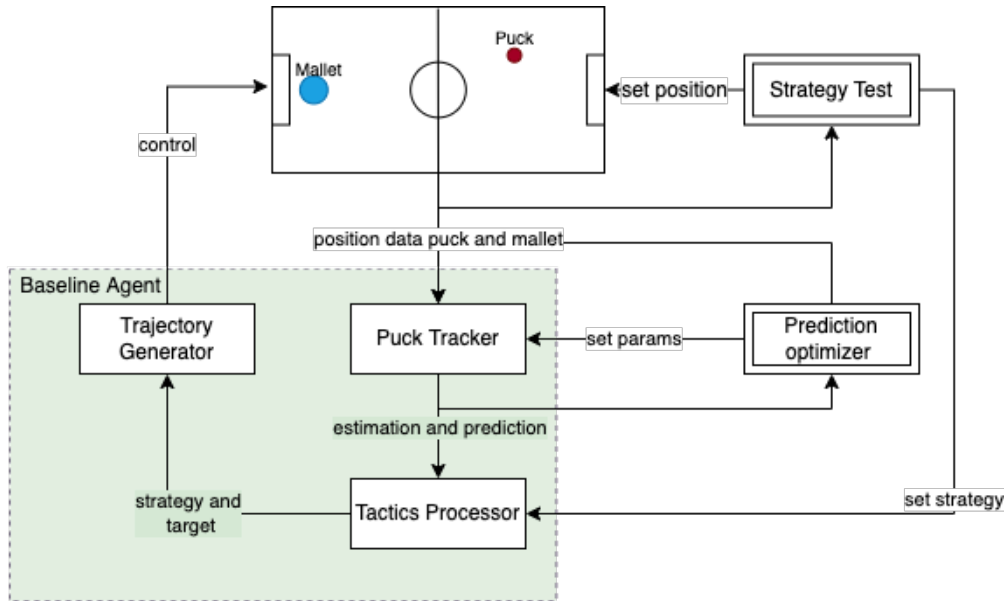 Puck
Mallet
set position
Strategy Test
control
position data puck and mallet
Baseline Agent
Trajectory
Generator
Puck Tracker
set params
Prediction
optimizer
estimation and prediction
strategy and
target
Tactics Processor
set strategy